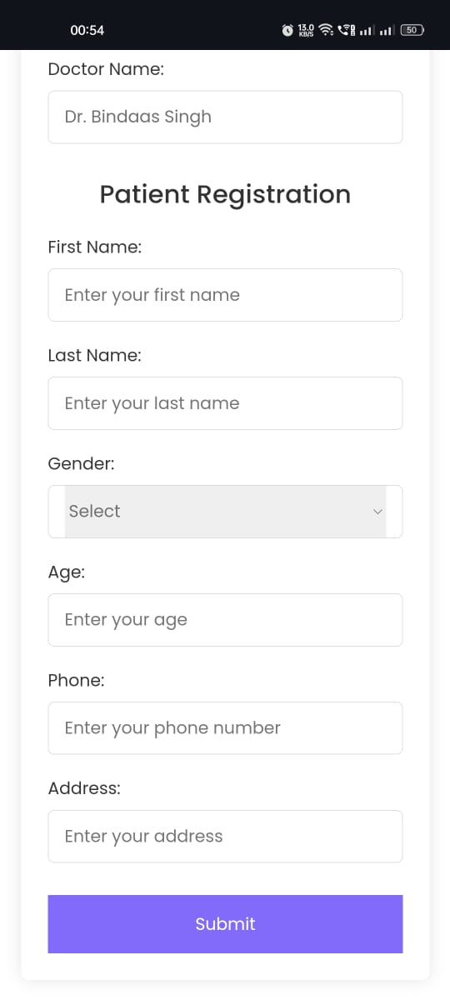 00:54
13.0
KB/S
50
Doctor Name:
Dr. Bindaas Singh
Patient Registration
First Name:
Enter your first name
Last Name:
Enter your last name
Gender:
Select
Age:
Enter your age
Phone:
Enter your phone number
Address:
Enter your address
Submit